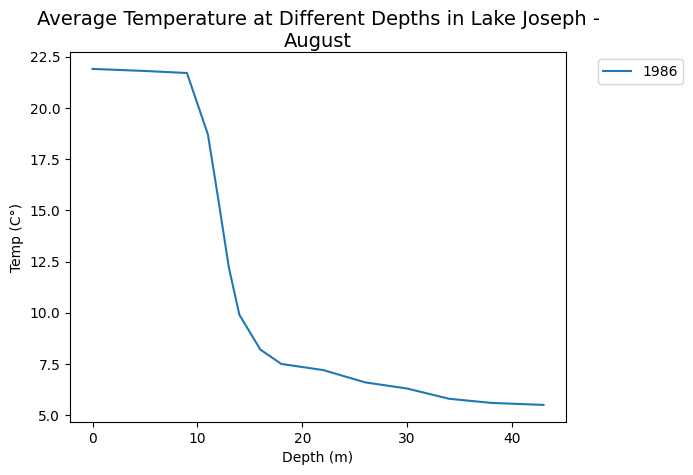 Average Temperature at Different Depths in Lake Joseph -
August
1986
22.5
20.0
17.5
15.0
12.5
10.0
7.5
5.0
Temp (C°)
0 10 20 30 40
Depth (m)